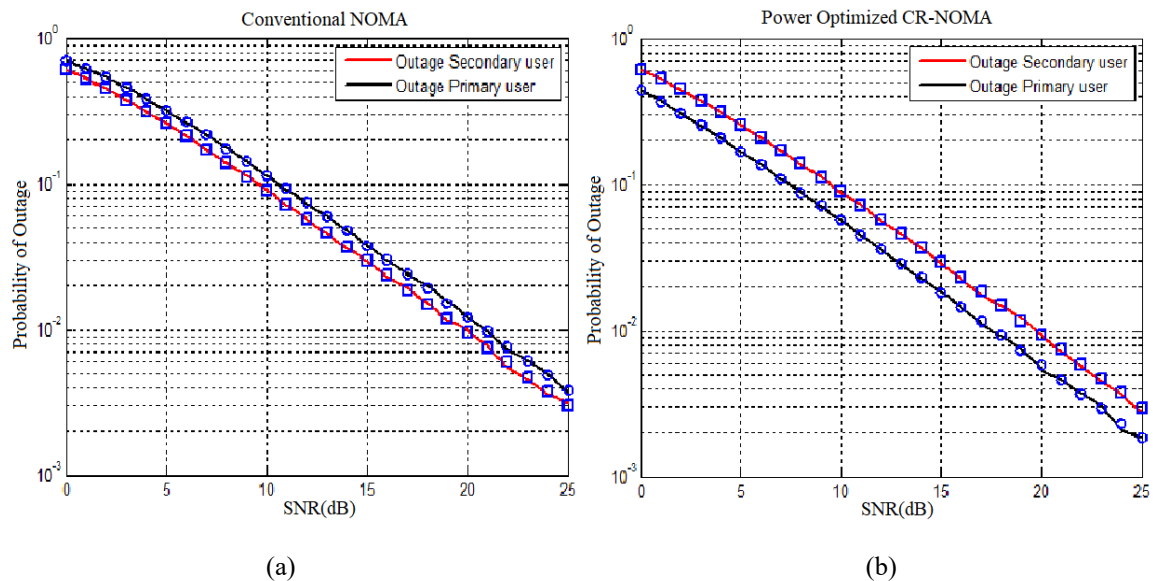 Conventional NOMA
Outage Secondary user
Outage Primary user
Probability of Outage
10^0
10^-1
10^-2
10^-3
0 5 10 15 20 25
SNR(dB)
(a)
Power Optimized CR-NOMA
Outage Secondary user
Outage Primary user
Probability of Outage
10^0
10^-1
10^-2
10^-3
0 5 10 15 20 25
SNR(dB)
(b)